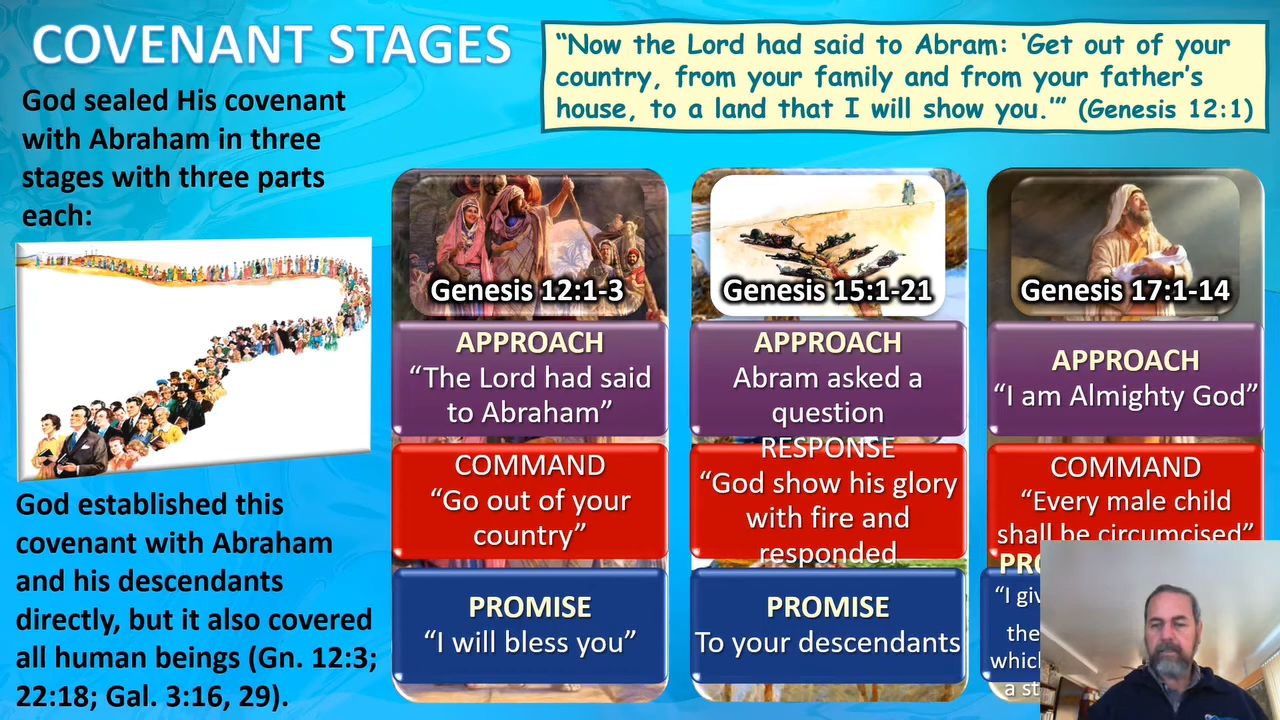 COVENANT STAGES
God sealed His covenant
with Abraham in three
stages with three parts
each:
God established this
covenant with Abraham
and his descendants
directly, but it also covered
all human beings (Gn. 12:3;
22:18; Gal. 3:16, 29).
“Now the Lord had said to Abram: ‘Get out of your
country, from your family and from your father’s
house, to a land that I will show you.’” (Genesis 12:1)
Genesis 12:1-3
APPROACH
“The Lord had said
to Abraham”
COMMAND
“Go out of your
country”
PROMISE
“I will bless you”
Genesis 15:1-21
APPROACH
Abram asked a
question
RESPONSE
“God show his glory
with fire and
responded
PROMISE
To your descendants
Genesis 17:1-14
APPROACH
“I am Almighty God”
COMMAND
“Every male child
shall be circumcised”
“I
a